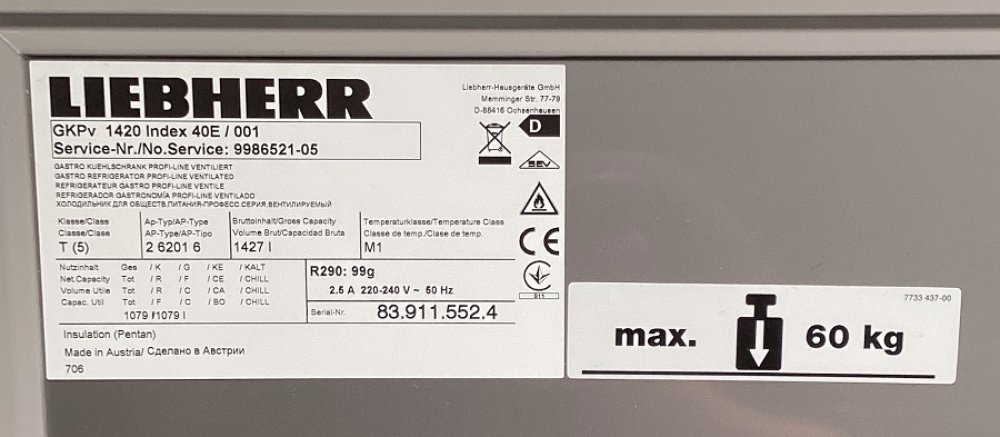 LIEBHERR
Liebherr-Hausgeräte GmbH
Memminger Str. 77-79
D-88416 Ochsenhausen
GKPv 1420 Index 40E / 001
Service-Nr./No.Service: 9986521-05
D
SEV
GASTRO KUEHLSCHRANK PROFI-LINE VENTILIERT
GASTRO REFRIGERATOR PROFI-LINE VENTILATED
REFRIGERATEUR GASTRO PROFI-LINE VENTILE
REFRIGERADOR GASTRONOMÍA PROFI-LINE VENTILADO
ХОЛОДИЛЬНИК ДЛЯ ОБЩЕСТВ.ПИТАНИЯ-ПРОФЕСС.СЕРИЯ,ВЕНТИЛИРУЕМЫЙ
Klasse/Class Ap-Typ/AP-Type Bruttoinhalt/Gross Capacity Temperaturklasse/Temperature Class
Classe/Clase AP-Type/AP-Tipo Volume Brut/Capacidad Bruta Classe de temp./Clase de temp.
T (5) 2 6201 6 1427 l M1
CE
Nutzinhalt Ges / K / G / KE / KALT
Net.Capacity Tot / R / F / CE / CHILL
Volume Utile Tot / R / C / CA / CHILL
Capac. Util Tot / F / C / BO / CHILL
1079 l/1079 l
R290: 99g
2.5 A 220-240 V ~ 50 Hz
Serial-Nr. 83.911.552.4
011
Insulation (Pentan)
Made in Austria/ Сделано в Австрии
706
7733 437-00
max. 60 kg